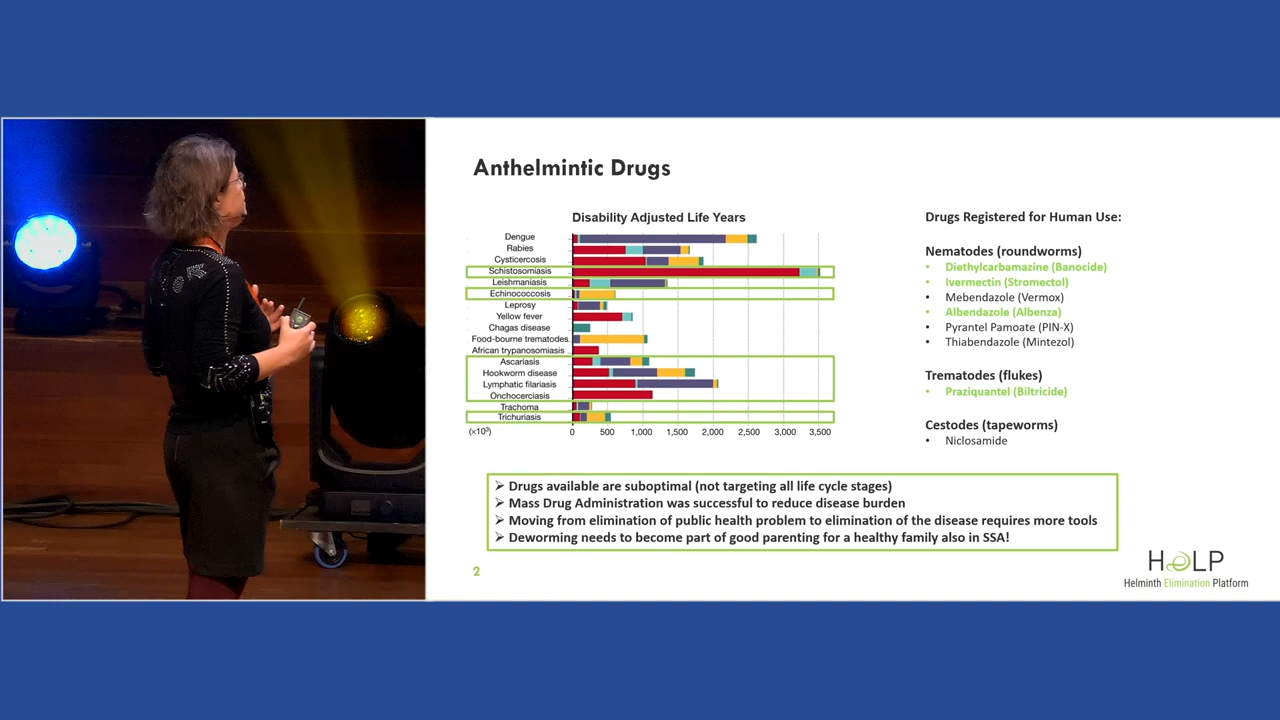 Anthelmintic Drugs
Disability Adjusted Life Years
Dengue
Rabies
Cysticercosis
Schistosomiasis
Leishmaniasis
Echinococcosis
Leprosy
Yellow fever
Chagas disease
Food-bourne trematodes
African trypanosomiasis
Ascariasis
Hookworm disease
Lymphatic filariasis
Onchocerciasis
Trachoma
Trichuriasis
(×10³) 0 500 1,000 1,500 2,000 2,500 3,000 3,500
Drugs Registered for Human Use:
Nematodes (roundworms)
• Diethylcarbamazine (Banocide)
• Ivermectin (Stromectol)
• Mebendazole (Vermox)
• Albendazole (Albenza)
• Pyrantel Pamoate (PIN-X)
• Thiabendazole (Mintezol)
Trematodes (flukes)
• Praziquantel (Biltricide)
Cestodes (tapeworms)
• Niclosamide
➢ Drugs available are suboptimal (not targeting all life cycle stages)
➢ Mass Drug Administration was successful to reduce disease burden
➢ Moving from elimination of public health problem to elimination of the disease requires more tools
➢ Deworming needs to become part of good parenting for a healthy family also in SSA!
2
HeLP
Helminth Elimination Platform